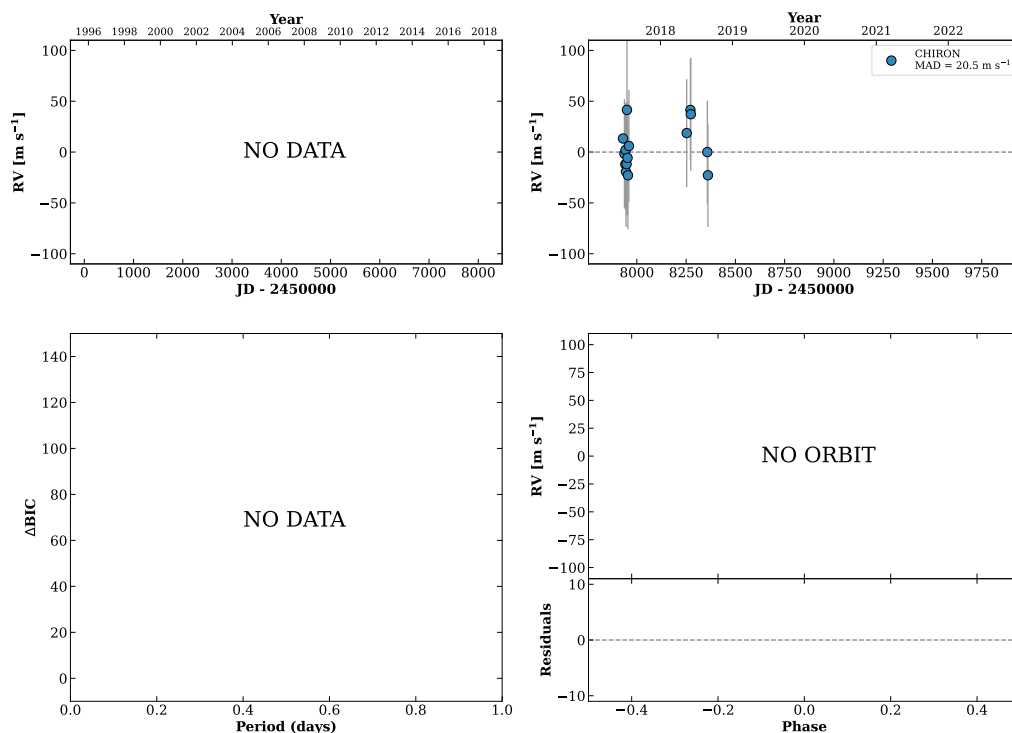 Year
1996 1998 2000 2002 2004 2006 2008 2010 2012 2014 2016 2018
100
50
0
−50
−100
RV [m s⁻¹]
NO DATA
0 1000 2000 3000 4000 5000 6000 7000 8000
JD - 2450000
Year
2018 2019 2020 2021 2022
100
50
0
−50
−100
RV [m s⁻¹]
CHIRON
MAD = 20.5 m s⁻¹
8000 8250 8500 8750 9000 9250 9500 9750
JD - 2450000
140
120
100
80
60
40
20
0
ΔBIC
NO DATA
0.0 0.2 0.4 0.6 0.8 1.0
Period (days)
100
75
50
25
0
−25
−50
−75
−100
RV [m s⁻¹]
NO ORBIT
10
0
−10
Residuals
−0.4 −0.2 0.0 0.2 0.4
Phase